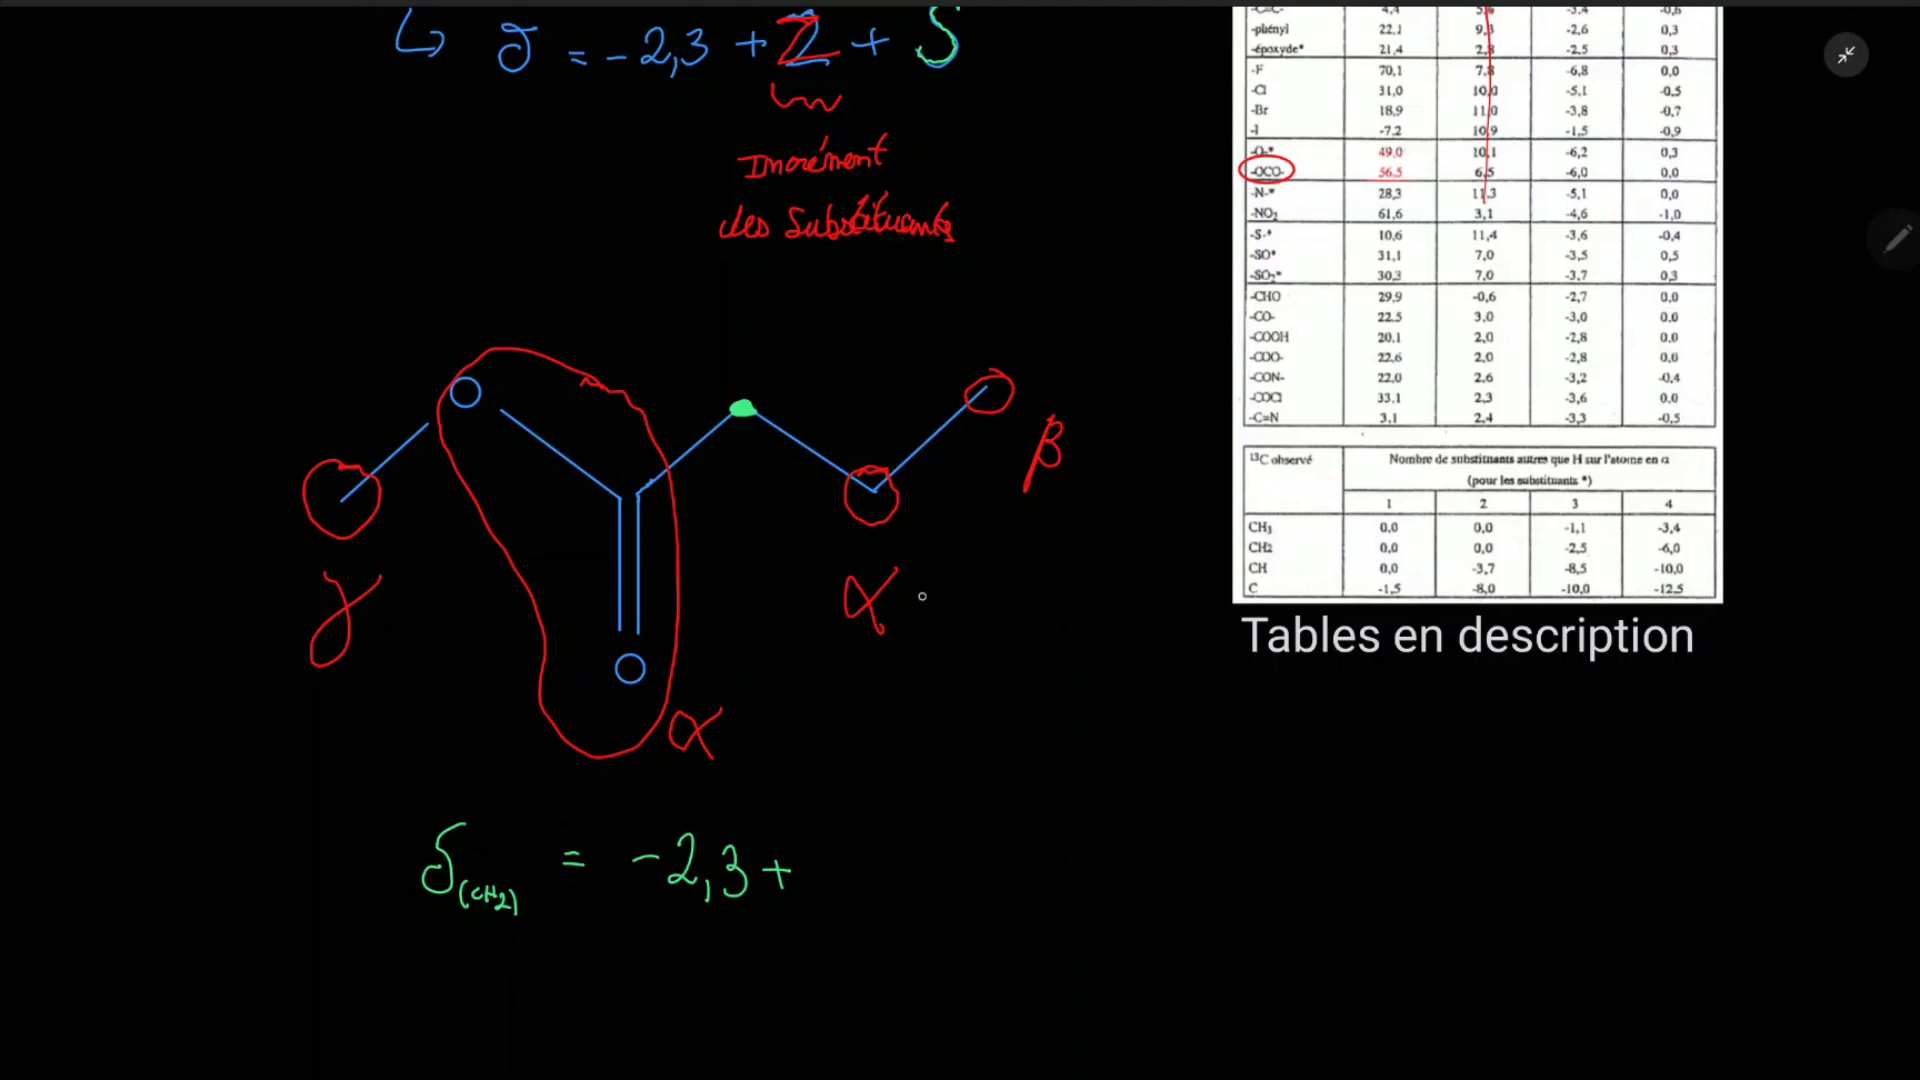 δ = -2,3 + Z + S
Incrément
des Substituants
-C=C- 4,4 -3,4 -0,6
-phényl 22,1 9,3 -2,6 0,3
-époxyde* 21,4 2,8 -2,5 0,3
-F 70,1 7,8 -6,8 0,0
-Cl 31,0 10,0 -5,1 -0,5
-Br 18,9 11,0 -3,8 -0,7
-I -7,2 10,9 -1,5 -0,9
-O-* 49,0 10,1 -6,2 0,3
-OCO- 56,5 6,5 -6,0 0,0
-N-* 28,3 11,3 -5,1 0,0
-NO₂ 61,6 3,1 -4,6 -1,0
-S-* 10,6 11,4 -3,6 -0,4
-SO* 31,1 7,0 -3,5 0,5
-SO₂* 30,3 7,0 -3,7 0,3
-CHO 29,9 -0,6 -2,7 0,0
-CO- 22,5 3,0 -3,0 0,0
-COOH 20,1 2,0 -2,8 0,0
-COO- 22,6 2,0 -2,8 0,0
-CON- 22,0 2,6 -3,2 -0,4
-COCl 33,1 2,3 -3,6 0,0
-C≡N 3,1 2,4 -3,3 -0,5
¹³C observé Nombre de substituants autres que H sur l'atome en α
(pour les substituants *)
1 2 3 4
CH₃ 0,0 0,0 -1,1 -3,4
CH2 0,0 0,0 -2,5 -6,0
CH 0,0 -3,7 -8,5 -10,0
C -1,5 -8,0 -10,0 -12,5
Tables en description
O
β
γ
α
O
α
δ(CH2) = -2,3 +